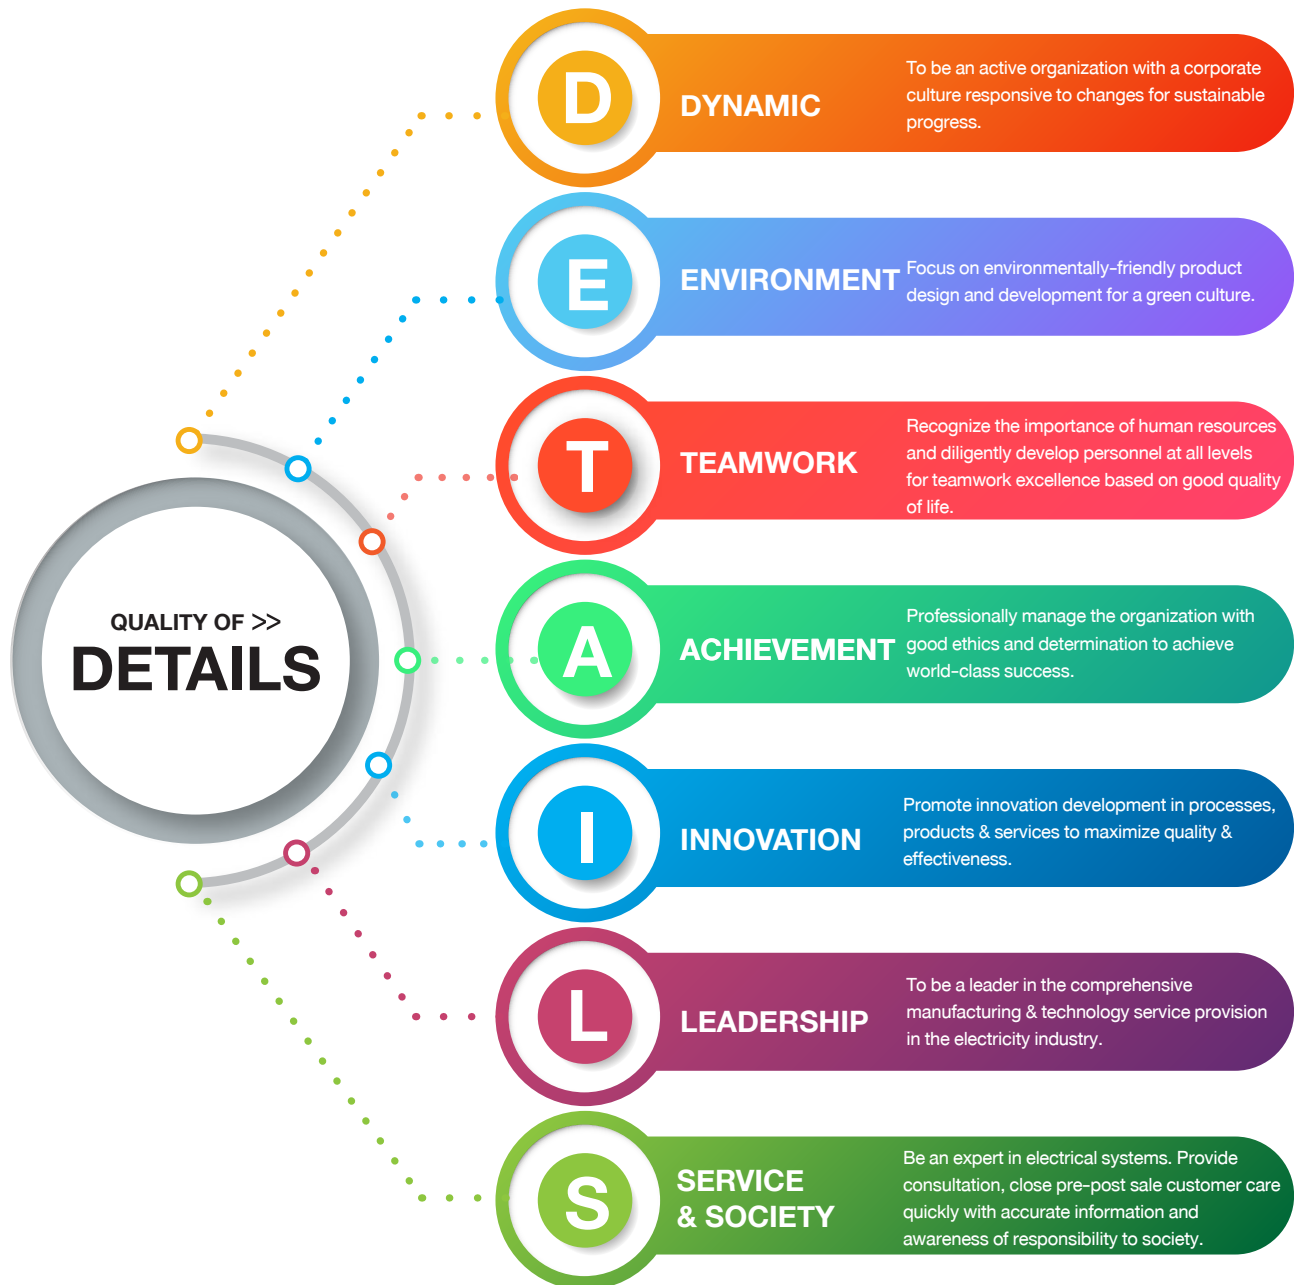 QUALITY OF >>
DETAILS
D
DYNAMIC
To be an active organization with a corporate
culture responsive to changes for sustainable
progress.
E
ENVIRONMENT
Focus on environmentally-friendly product
design and development for a green culture.
T
TEAMWORK
Recognize the importance of human resources
and diligently develop personnel at all levels
for teamwork excellence based on good quality
of life.
A
ACHIEVEMENT
Professionally manage the organization with
good ethics and determination to achieve
world-class success.
I
INNOVATION
Promote innovation development in processes,
products & services to maximize quality &
effectiveness.
L
LEADERSHIP
To be a leader in the comprehensive
manufacturing & technology service provision
in the electricity industry.
S
SERVICE
& SOCIETY
Be an expert in electrical systems. Provide
consultation, close pre-post sale customer care
quickly with accurate information and
awareness of responsibility to society.